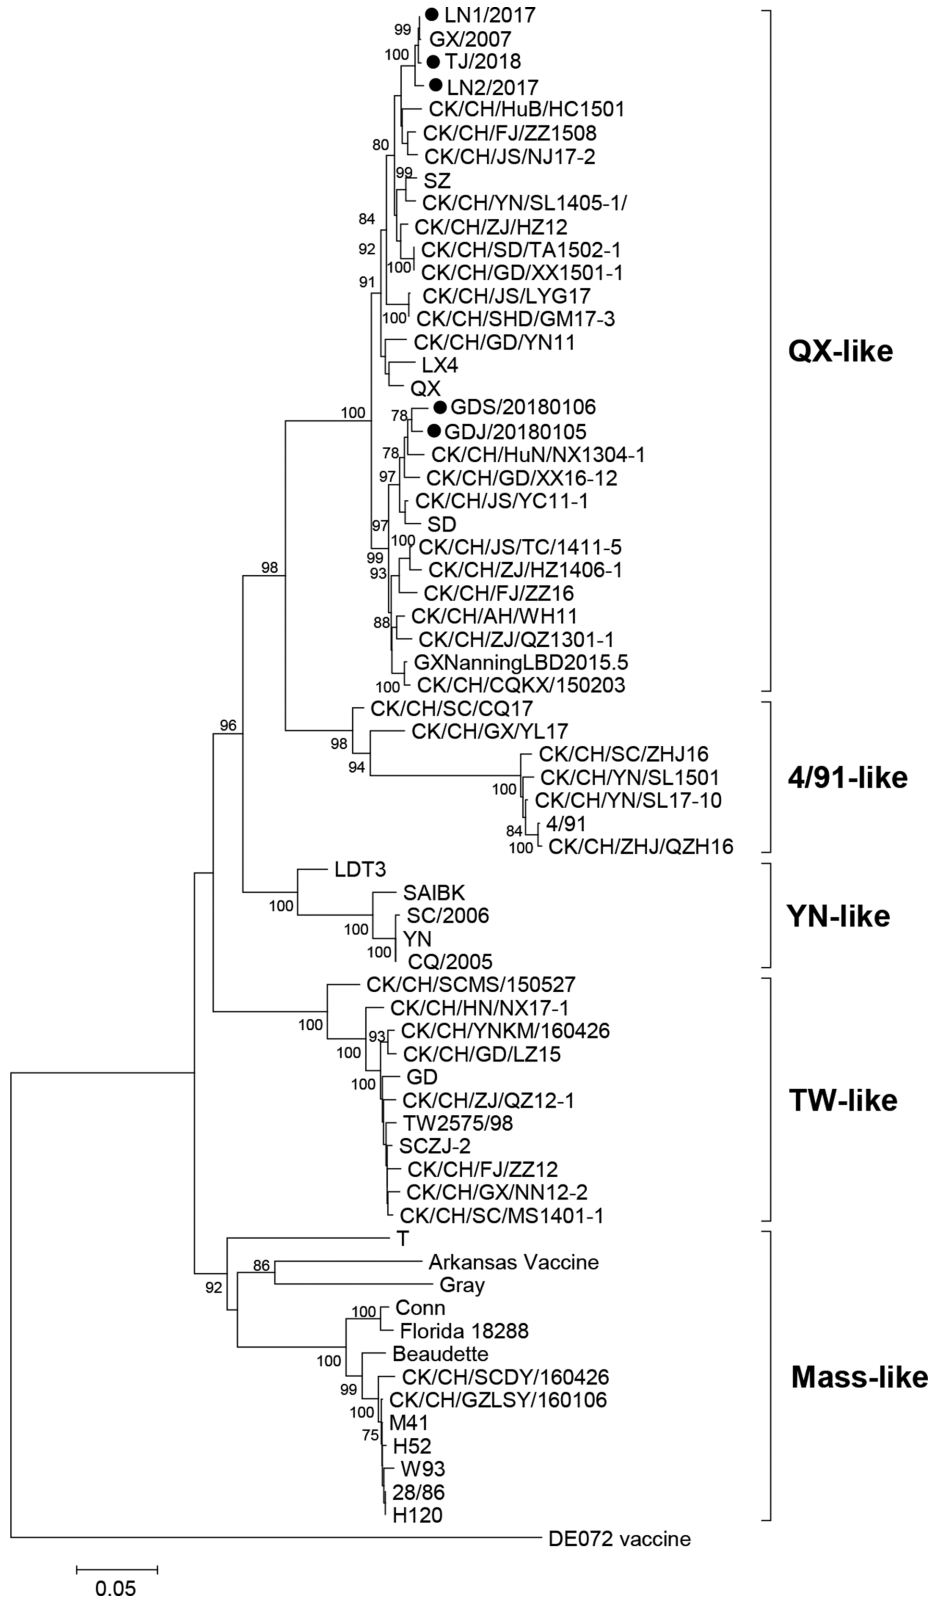 LN1/2017
99
GX/2007
100
TJ/2018
LN2/2017
CK/CH/HuB/HC1501
CK/CH/FJ/ZZ1508
80
CK/CH/JS/NJ17-2
99
SZ
CK/CH/YN/SL1405-1/
84
CK/CH/ZJ/HZ12
92
CK/CH/SD/TA1502-1
100
CK/CH/GD/XX1501-1
91
CK/CH/JS/LYG17
100
CK/CH/SHD/GM17-3
CK/CH/GD/YN11
QX-like
LX4
QX
GDS/20180106
100
78
GDJ/20180105
78
CK/CH/HuN/NX1304-1
97
CK/CH/GD/XX16-12
CK/CH/JS/YC11-1
97
SD
100
CK/CH/JS/TC/1411-5
99
98
93
CK/CH/ZJ/HZ1406-1
CK/CH/FJ/ZZ16
88
CK/CH/AH/WH11
CK/CH/ZJ/QZ1301-1
GXNanningLBD2015.5
100
CK/CH/CQKX/150203
CK/CH/SC/CQ17
96
CK/CH/GX/YL17
98
CK/CH/SC/ZHJ16
94
CK/CH/YN/SL1501
4/91-like
100
CK/CH/YN/SL17-10
4/91
84
CK/CH/ZHJ/QZH16
100
LDT3
SAIBK
100
SC/2006
YN-like
100
YN
100
CQ/2005
CK/CH/SCMS/150527
CK/CH/HN/NX17-1
100
CK/CH/YNKM/160426
93
100
CK/CH/GD/LZ15
GD
100
CK/CH/ZJ/QZ12-1
TW-like
TW2575/98
SCZJ-2
CK/CH/FJ/ZZ12
CK/CH/GX/NN12-2
CK/CH/SC/MS1401-1
T
86
Arkansas Vaccine
92
Gray
Conn
100
Florida 18288
100
Beaudette
CK/CH/SCDY/160426
Mass-like
99
CK/CH/GZLSY/160106
100
M41
75
H52
W93
28/86
H120
DE072 vaccine
0.05